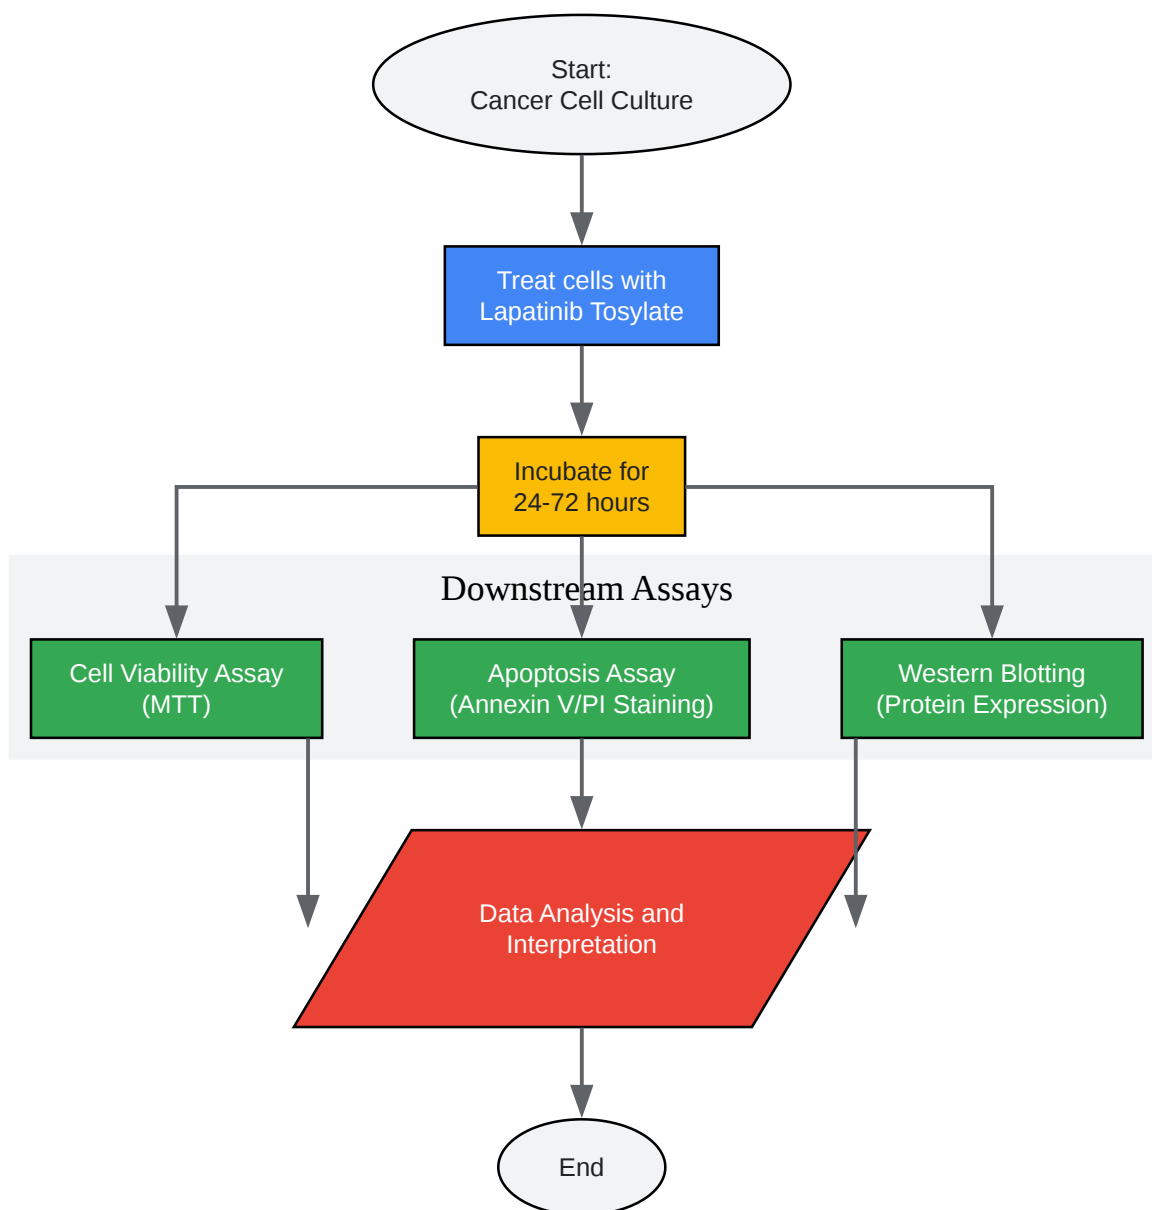 Start:
Cancer Cell Culture
Treat cells with
Lapatinib Tosylate
Incubate for
24-72 hours
Downstream Assays
Cell Viability Assay
(MTT)
Apoptosis Assay
(Annexin V/PI Staining)
Western Blotting
(Protein Expression)
Data Analysis and
Interpretation
End